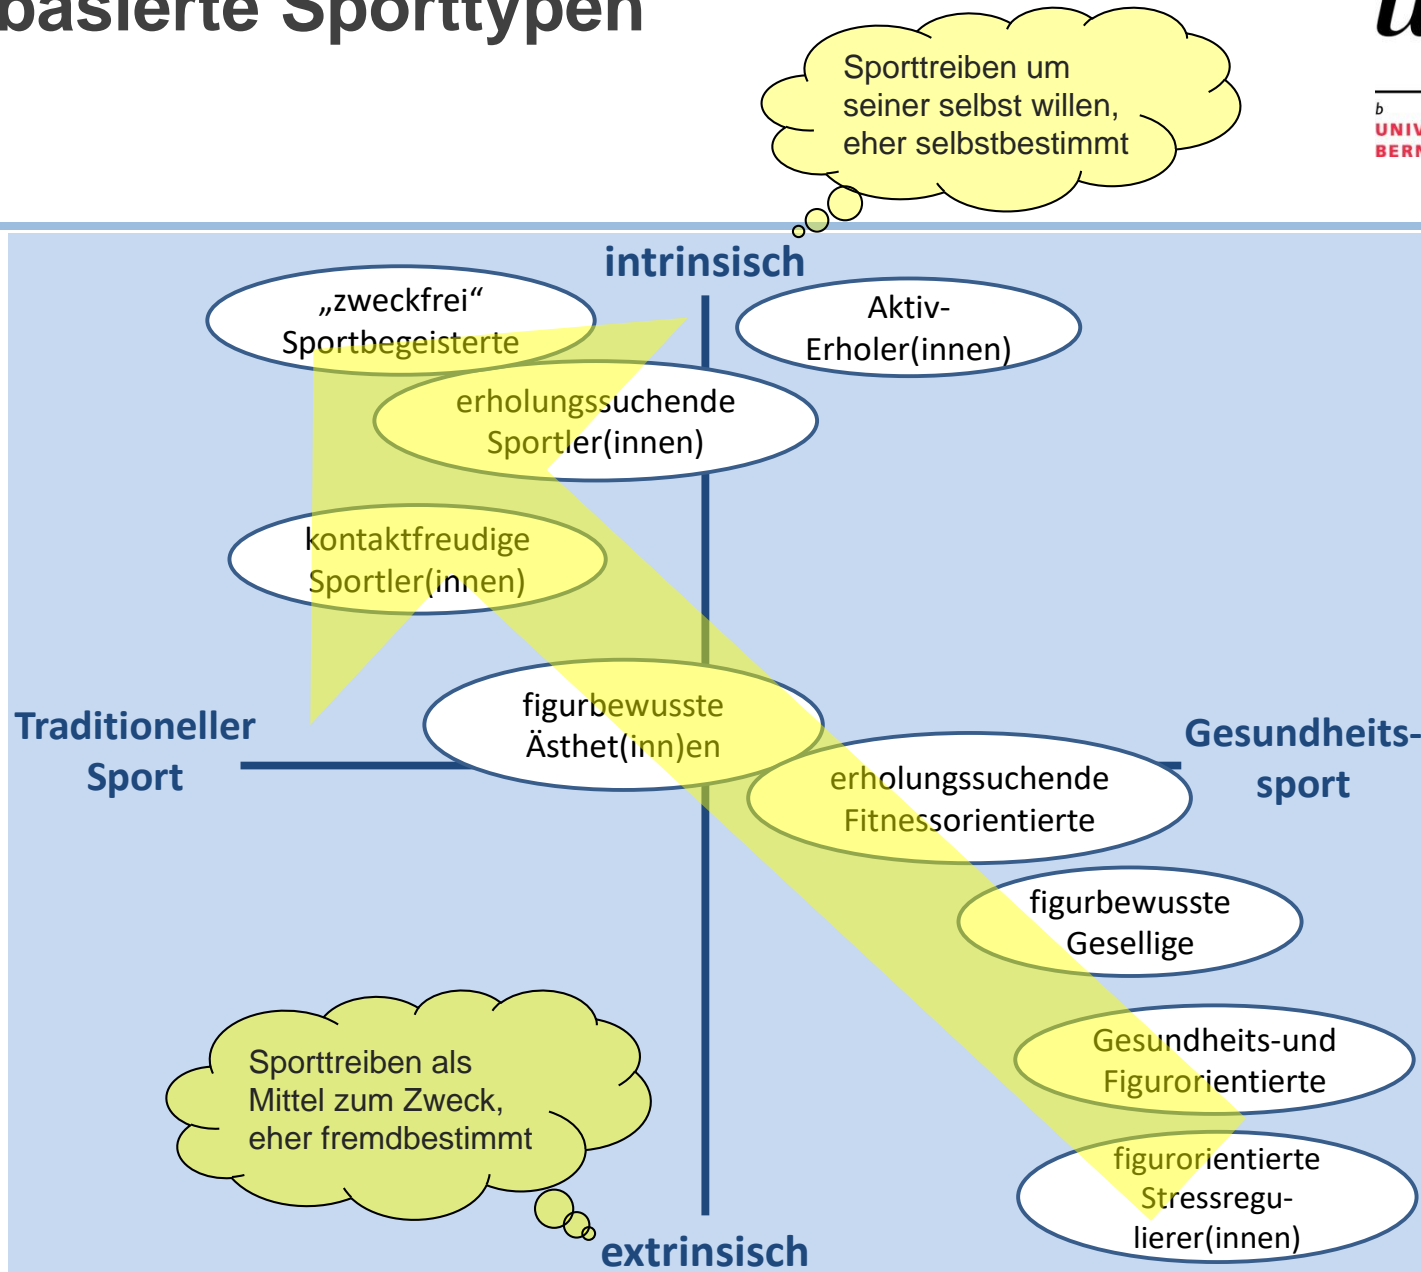 basierte Sporttypen
b
UNIV
BERN
Sporttreiben um
seiner selbst willen,
eher selbstbestimmt
intrinsisch
„zweckfrei“
Sportbegeisterte
Aktiv-
Erholer(innen)
erholungssuchende
Sportler(innen)
kontaktfreudige
Sportler(innen)
figurbewusste
Ästhet(inn)en
Traditioneller
Sport
Gesundheits-
sport
erholungssuchende
Fitnessorientierte
figurbewusste
Gesellige
Gesundheits-und
Figurorientierte
Sporttreiben als
Mittel zum Zweck,
eher fremdbestimmt
figurorientierte
Stressregu-
lierer(innen)
extrinsisch